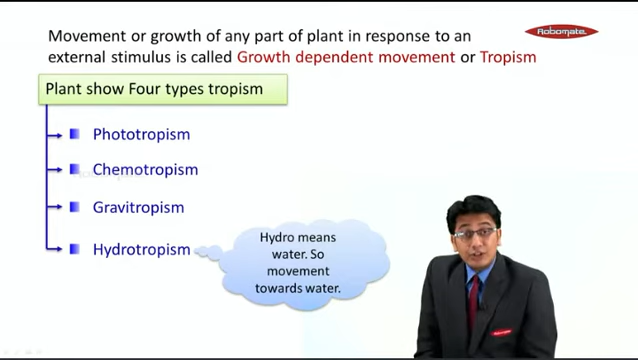 Robomate
Movement or growth of any part of plant in response to an
external stimulus is called Growth dependent movement or Tropism
Plant show Four types tropism
Phototropism
Chemotropism
Gravitropism
Hydrotropism
Hydro means
water. So
movement
towards water.